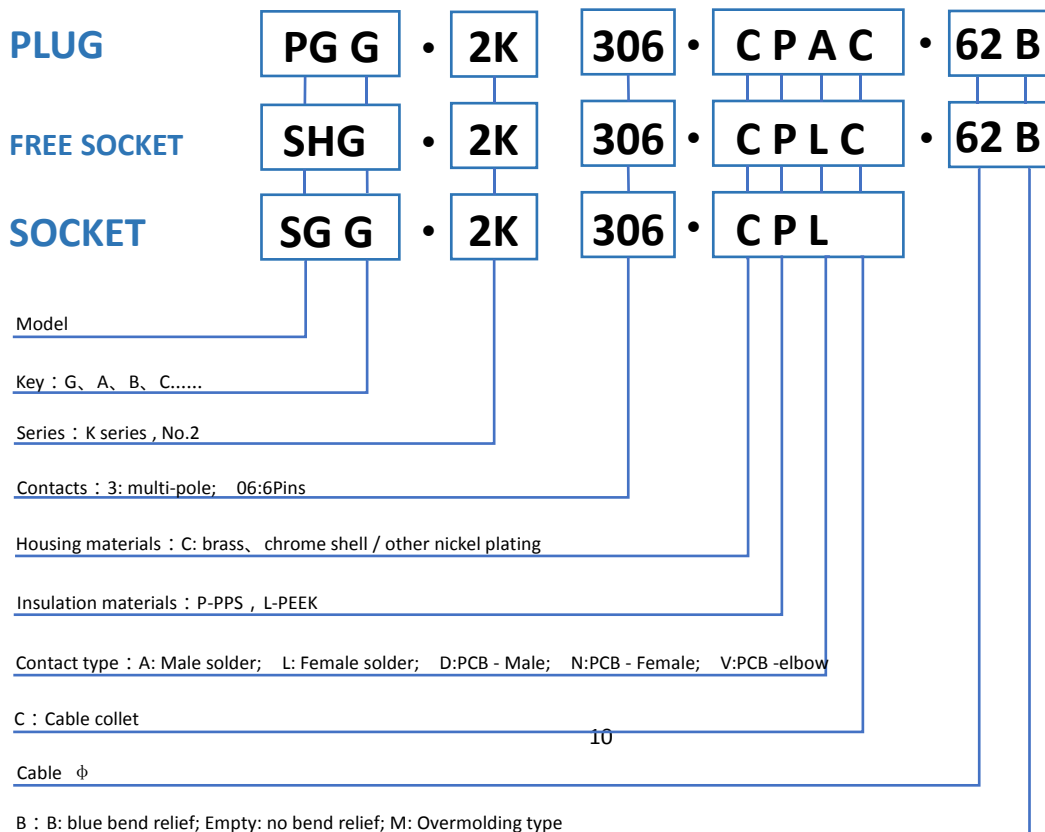 PLUG PG G • 2K 306 • C P A C • 62 B
FREE SOCKET SHG • 2K 306 • C P L C • 62 B
SOCKET SG G • 2K 306 • C P L
Model
Key：G、A、B、C......
Series：K series , No.2
Contacts：3: multi-pole; 06:6Pins
Housing materials：C: brass、chrome shell / other nickel plating
Insulation materials：P-PPS , L-PEEK
Contact type：A: Male solder; L: Female solder; D:PCB - Male; N:PCB - Female; V:PCB -elbow
C：Cable collet
10
Cable ф
B：B: blue bend relief; Empty: no bend relief; M: Overmolding type